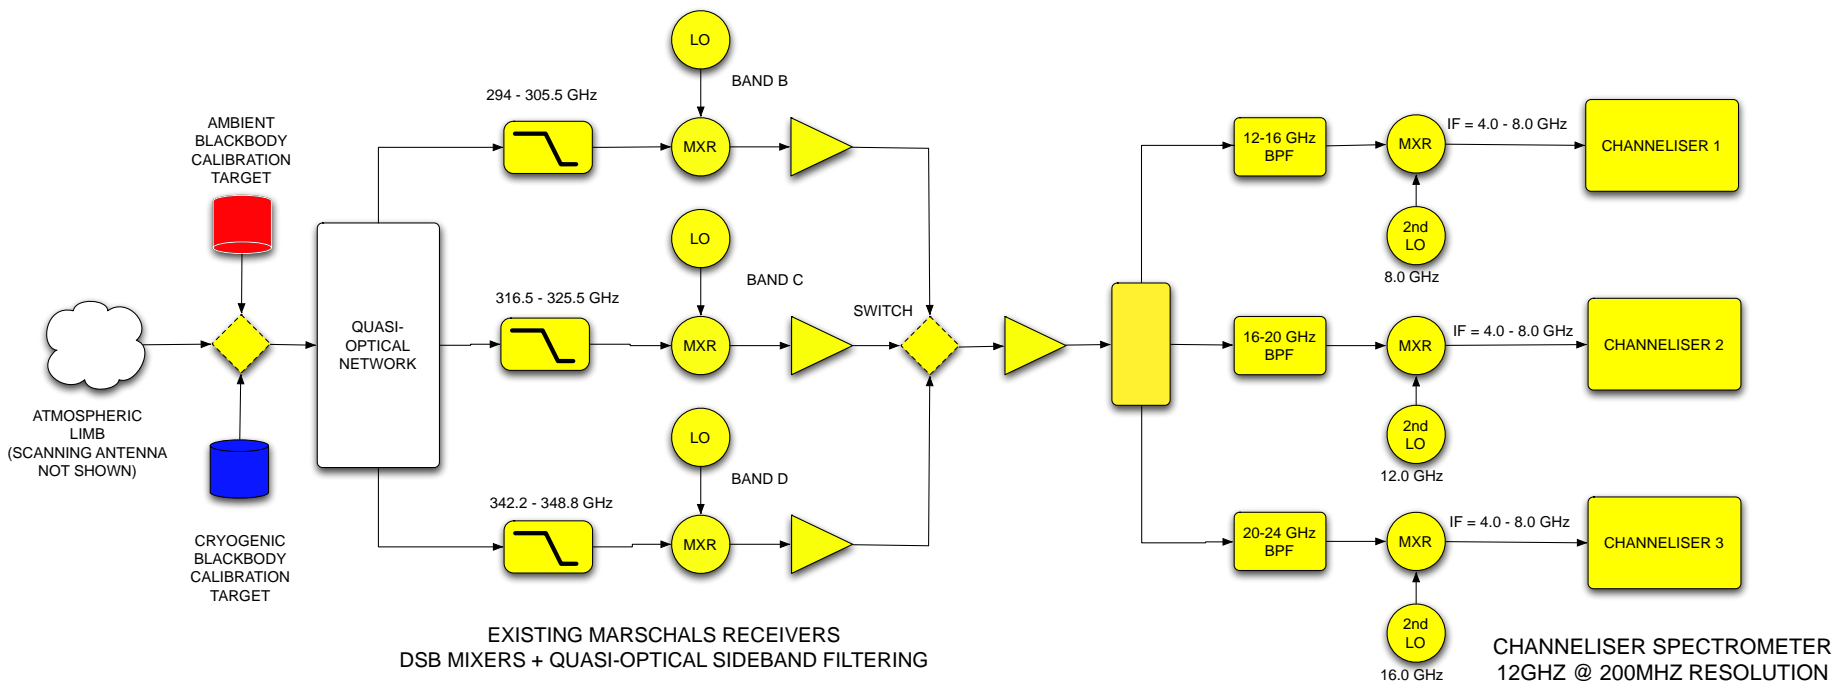 LO
BAND B
294 - 305.5 GHz
MXR
AMBIENT
BLACKBODY
CALIBRATION
TARGET
12-16 GHz
BPF
MXR
IF = 4.0 - 8.0 GHz
CHANNELISER 1
2nd
LO
8.0 GHz
LO
BAND C
316.5 - 325.5 GHz
MXR
SWITCH
QUASI-
OPTICAL
NETWORK
16-20 GHz
BPF
MXR
IF = 4.0 - 8.0 GHz
CHANNELISER 2
2nd
LO
12.0 GHz
ATMOSPHERIC
LIMB
(SCANNING ANTENNA
NOT SHOWN)
LO
BAND D
342.2 - 348.8 GHz
MXR
CRYOGENIC
BLACKBODY
CALIBRATION
TARGET
20-24 GHz
BPF
MXR
IF = 4.0 - 8.0 GHz
CHANNELISER 3
2nd
LO
16.0 GHz
EXISTING MARSCHALS RECEIVERS
DSB MIXERS + QUASI-OPTICAL SIDEBAND FILTERING
CHANNELISER SPECTROMETER
12GHZ @ 200MHZ RESOLUTION